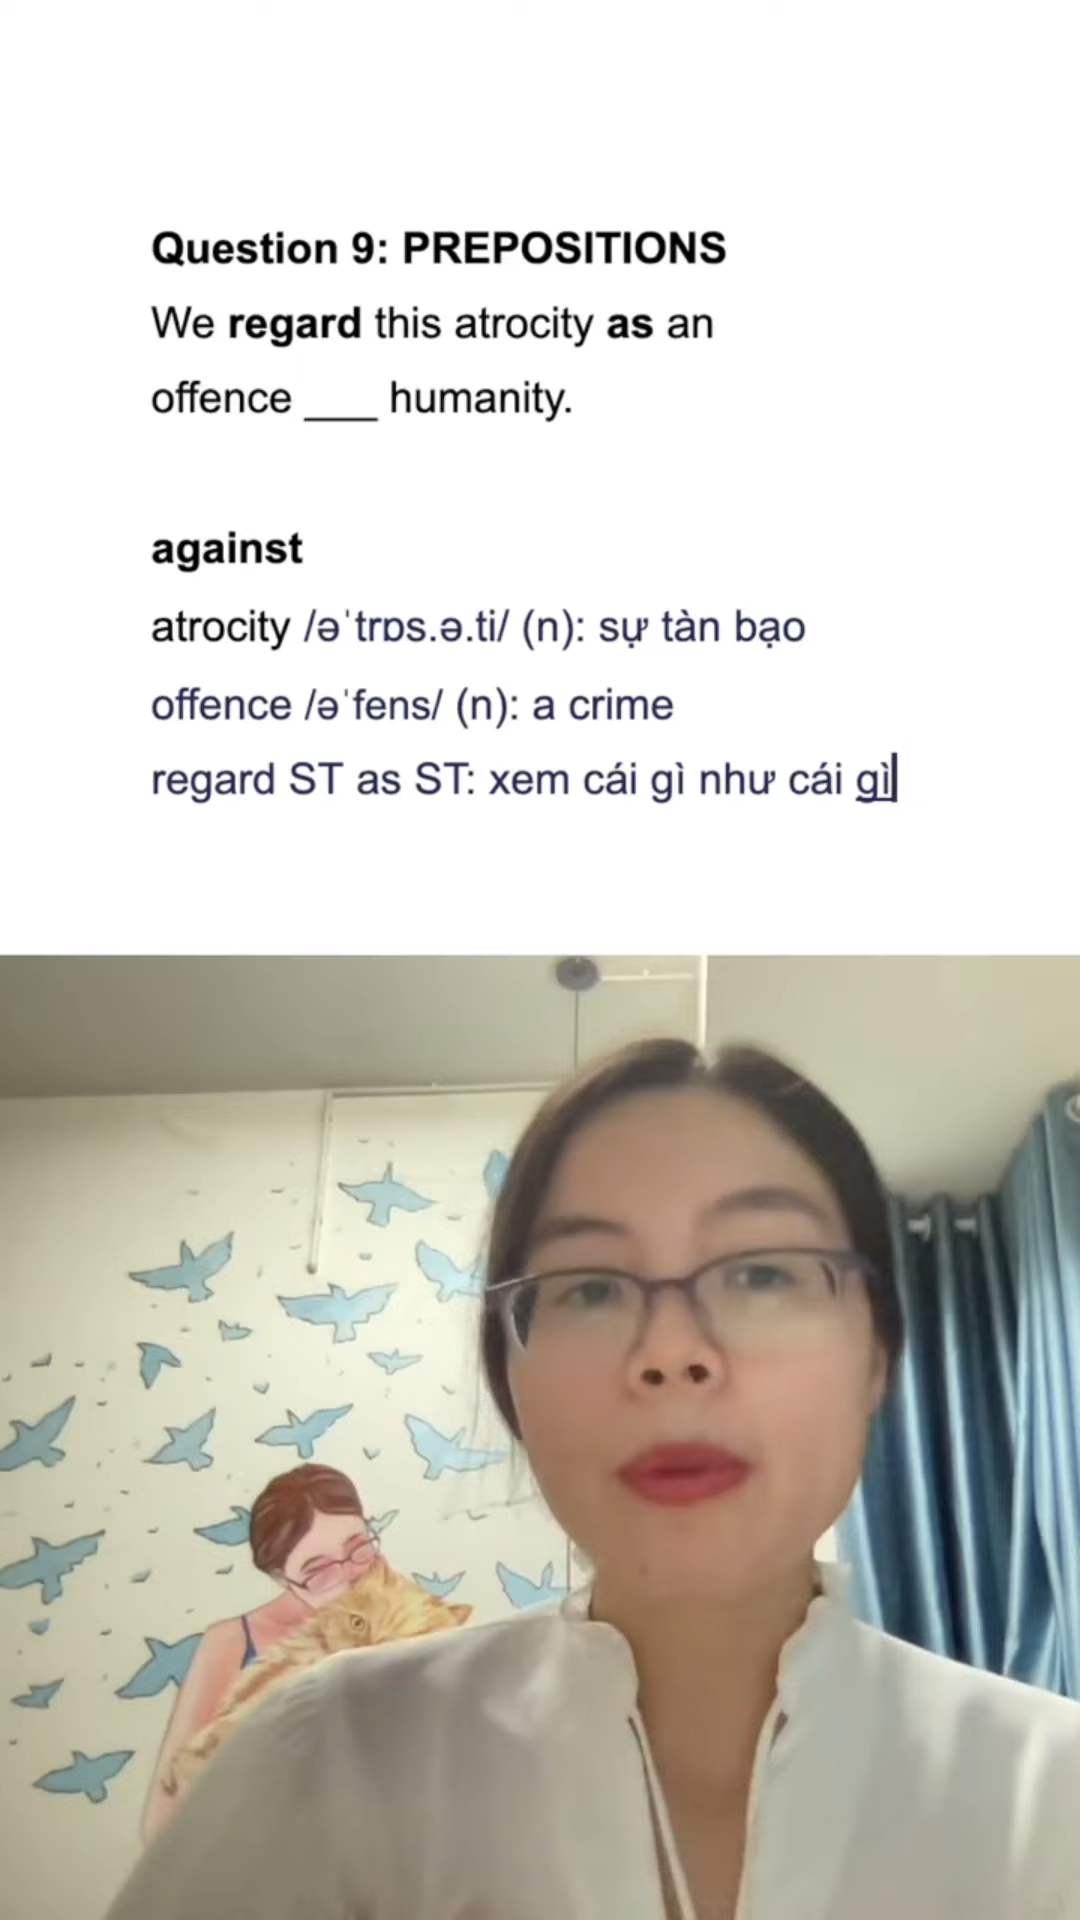 Question 9: PREPOSITIONS
We regard this atrocity as an
offence ___ humanity.
against
atrocity /əˈtrɒs.ə.ti/ (n): sự tàn bạo
offence /əˈfens/ (n): a crime
regard ST as ST: xem cái gì như cái gì